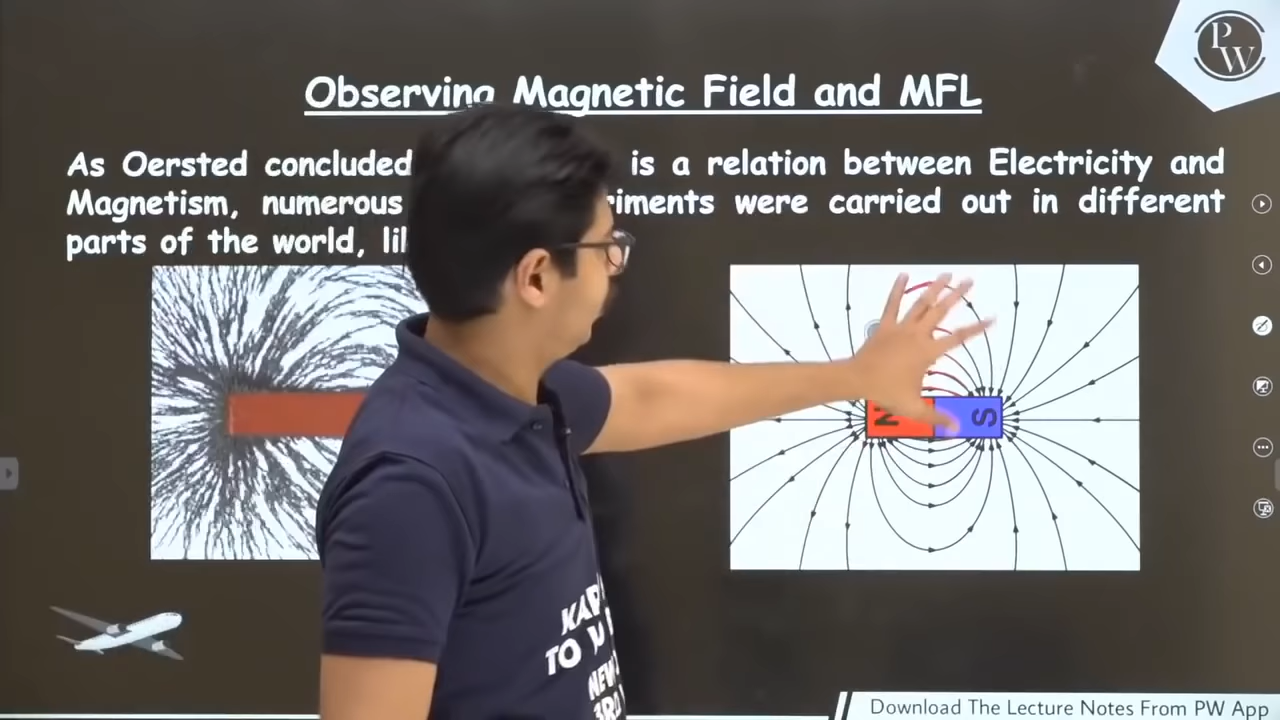 P
W
Observing Magnetic Field and MFL
As Oersted concluded is a relation between Electricity and
Magnetism, numerous were carried out in different
parts of the world,
N S
TO
Download The Lecture Notes From PW App